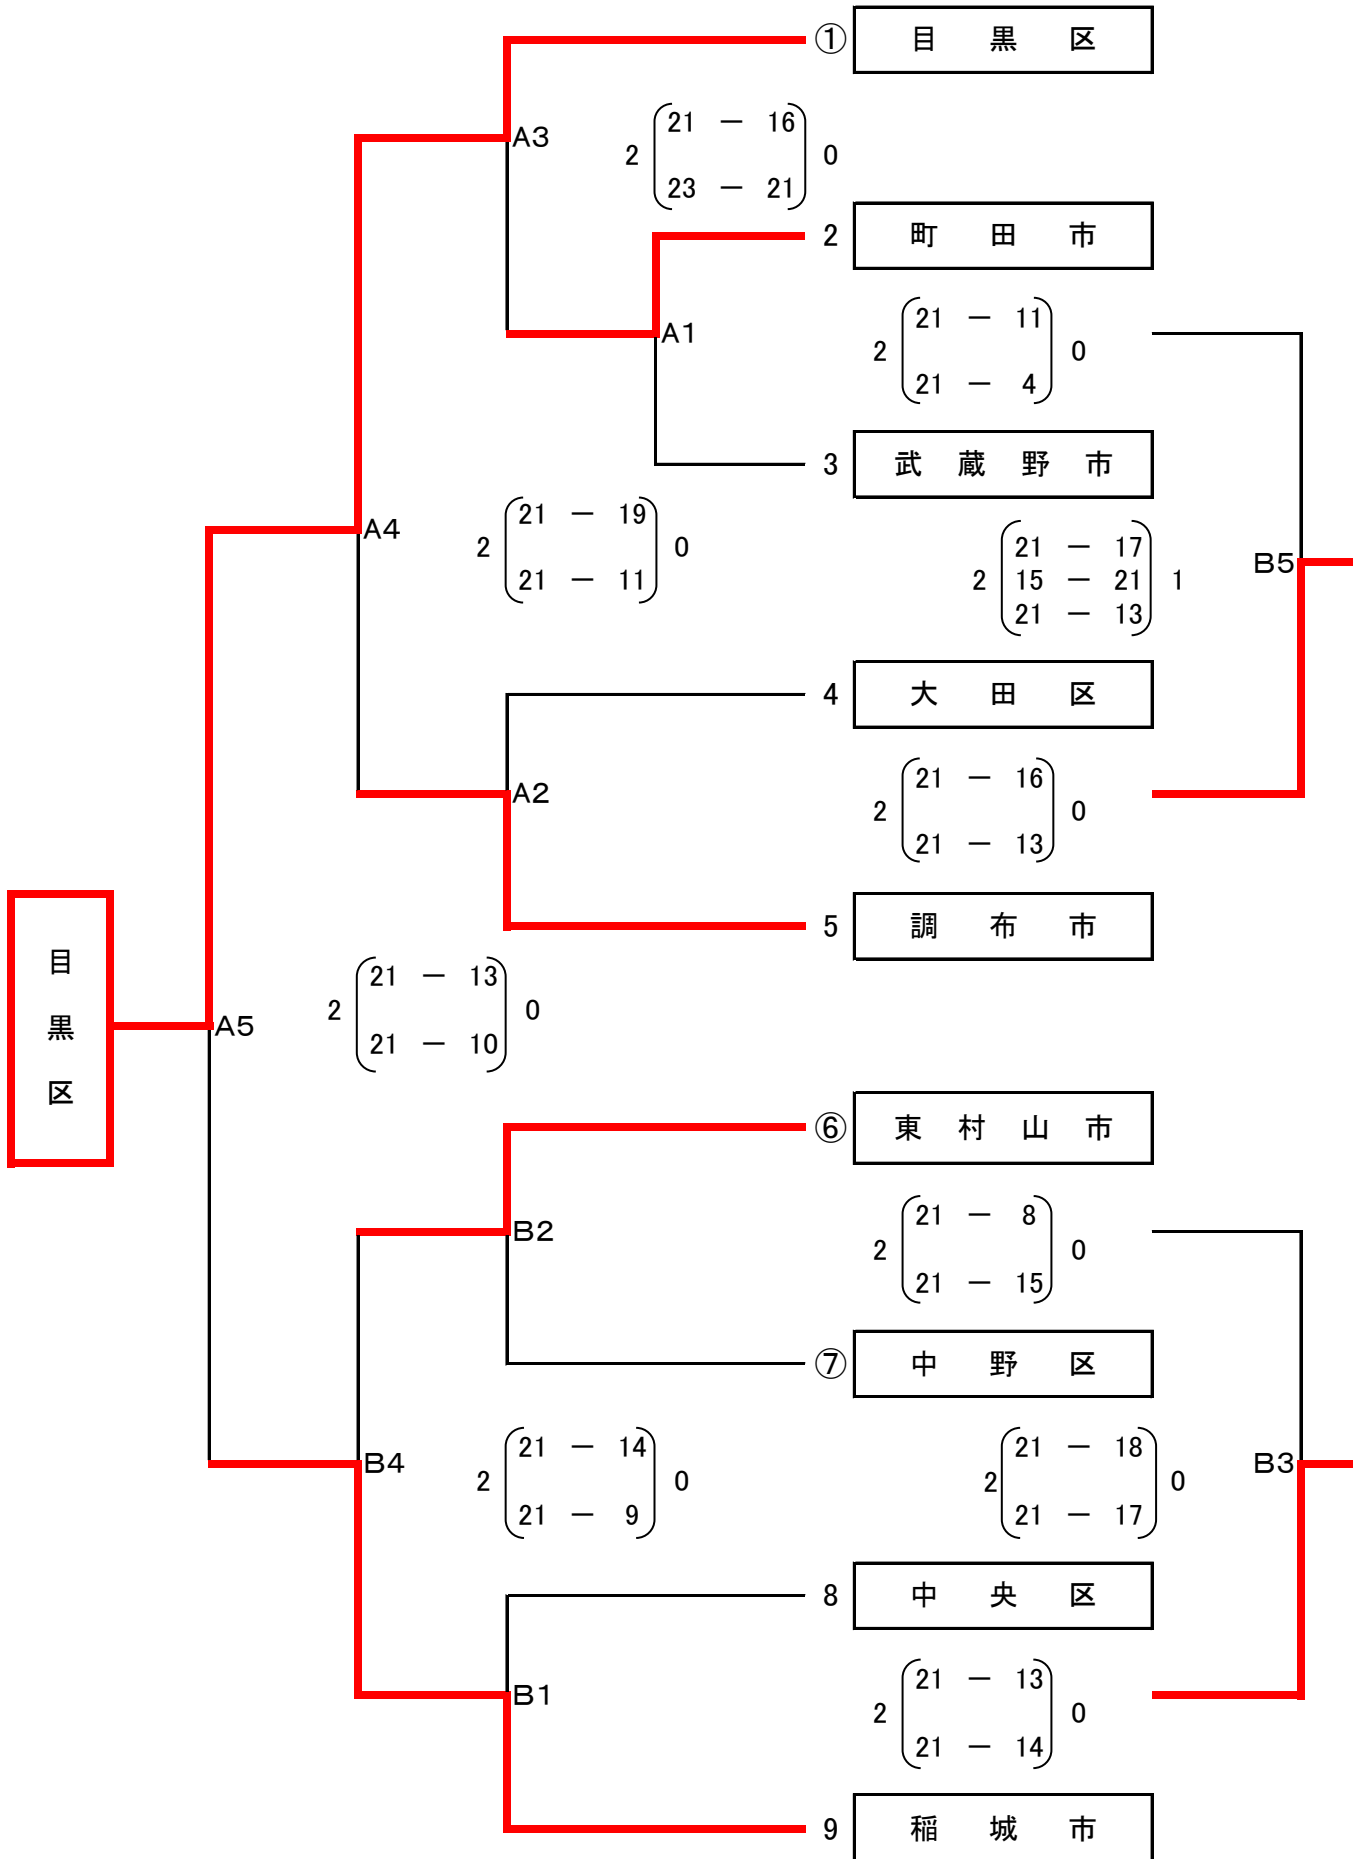 ① 目黒区
A3
21 － 16
2 0
23 － 21
2 町田市
A1
21 － 11
2 0
21 － 4
3 武蔵野市
A4
21 － 19
2 0
21 － 11
21 － 17
2 15 － 21 1
21 － 13
B5
4 大田区
A2
21 － 16
2 0
21 － 13
5 調布市
目黒区
A5
21 － 13
2 0
21 － 10
⑥ 東村山市
B2
21 － 8
2 0
21 － 15
⑦ 中野区
B4
21 － 14
2 0
21 － 9
21 － 18
2 0
21 － 17
B3
8 中央区
B1
21 － 13
2 0
21 － 14
9 稲城市